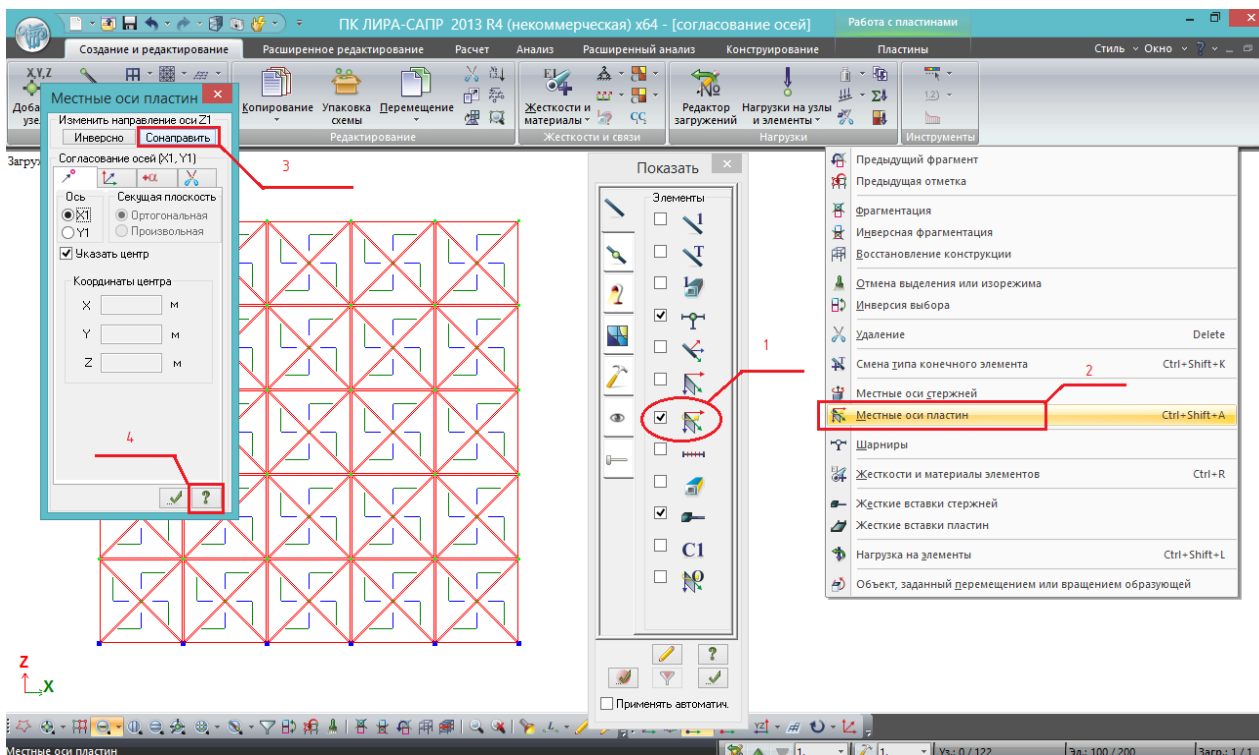 ПК ЛИРА-САПР 2013 R4 (некоммерческая) x64 - [согласование осей]
Работа с пластинами
Создание и редактирование
Расширенное редактирование
Расчет
Анализ
Расширенный анализ
Конструирование
Пластины
Стиль
Окно
X,Y,Z
Копирование
Упаковка схемы
Перемещение
Жесткости и материалы
Редактор загружений
Нагрузки на узлы и элементы
Редактирование
Жесткости и связи
Нагрузки
Инструменты
Местные оси пластин
Изменить направление оси Z1
Инверсно
Сонаправить
Согласование осей (X1, Y1)
+α
Ось
Секущая плоскость
X1
Ортогональная
Y1
Произвольная
Указать центр
Координаты центра
X м
Y м
Z м
?
3
4
Z
X
Показать
Элементы
1
T
1
C1
?
Применять автоматич.
1
Предыдущий фрагмент
Предыдущая отметка
Фрагментация
Инверсная фрагментация
Восстановление конструкции
Отмена выделения или изорежима
Инверсия выбора
Удаление Delete
Смена типа конечного элемента Ctrl+Shift+K
2
Местные оси стержней
Местные оси пластин Ctrl+Shift+A
Шарниры
Жесткости и материалы элементов Ctrl+R
Жесткие вставки стержней
Жесткие вставки пластин
Нагрузка на элементы Ctrl+Shift+L
Объект, заданный перемещением или вращением образующей
Местные оси пластин
1.
1.
Уз.: 0 / 122
Эл.: 100 / 200
Загр.: 1 / 1